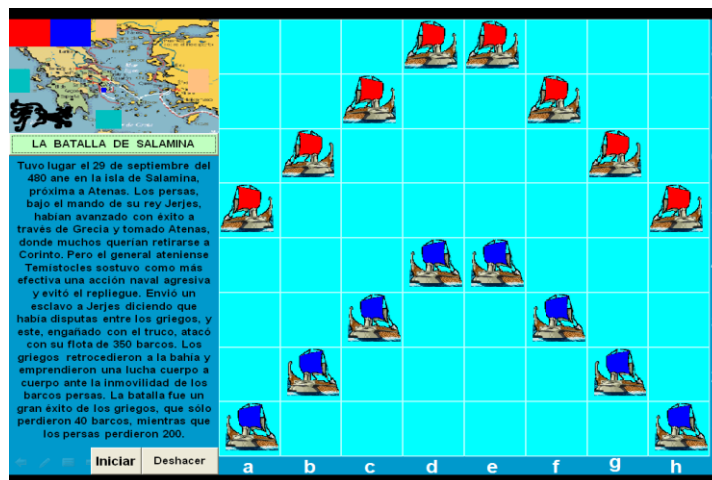 LA BATALLA DE SALAMINA
Tuvo lugar el 29 de septiembre del
480 ane en la isla de Salamina,
próxima a Atenas. Los persas,
bajo el mando de su rey Jerjes,
habían avanzado con éxito a
través de Grecia y tomado Atenas,
donde muchos querían retirarse a
Corinto. Pero el general ateniense
Temístocles sostuvo como más
efectiva una acción naval agresiva
y evitó el repliegue. Envió un
esclavo a Jerjes diciendo que
había disputas entre los griegos, y
este, engañado con el truco, atacó
con su flota de 350 barcos. Los
griegos retrocedieron a la bahía y
emprendieron una lucha cuerpo a
cuerpo ante la inmovilidad de los
barcos persas. La batalla fue un
gran éxito de los griegos, que sólo
perdieron 40 barcos, mientras que
los persas perdieron 200.
Iniciar Deshacer
a b c d e f g h